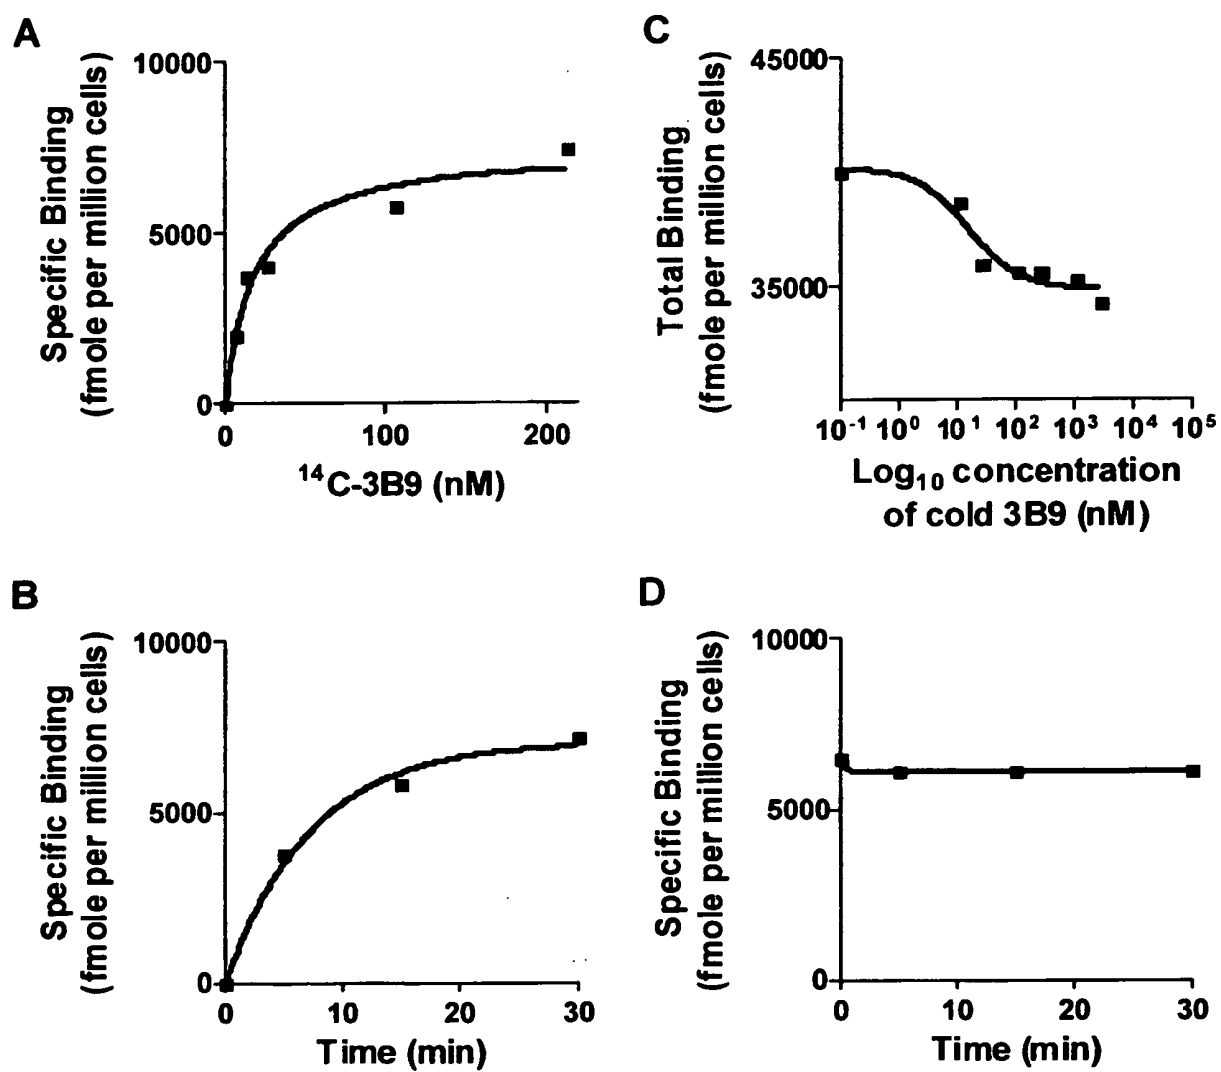 A
Specific Binding
(fmole per million cells)
10000
5000
0
0 100 200
¹⁴C-3B9 (nM)
C
Total Binding
(fmole per million cells)
45000
35000
10⁻¹ 10⁰ 10¹ 10² 10³ 10⁴ 10⁵
Log₁₀ concentration
of cold 3B9 (nM)
B
Specific Binding
(fmole per million cells)
10000
5000
0
0 10 20 30
Time (min)
D
Specific Binding
(fmole per million cells)
10000
5000
0
0 10 20 30
Time (min)